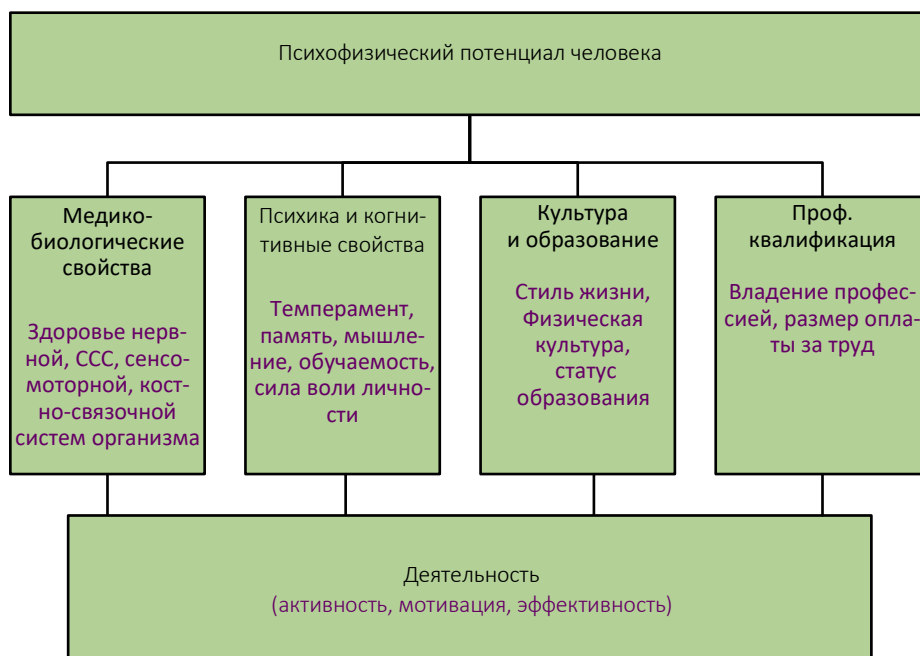 Психофизический потенциал человека
Медико-
биологические
свойства
Здоровье нерв-
ной, ССС, сенсо-
моторной, кост-
но-связочной
систем организма
Психика и когни-
тивные свойства
Темперамент,
память, мышле-
ние, обучаемость,
сила воли лично-
сти
Культура
и образование
Стиль жизни,
Физическая
культура,
статус
образования
Проф.
квалификация
Владение профес-
сией, размер опла-
ты за труд
Деятельность
(активность, мотивация, эффективность)